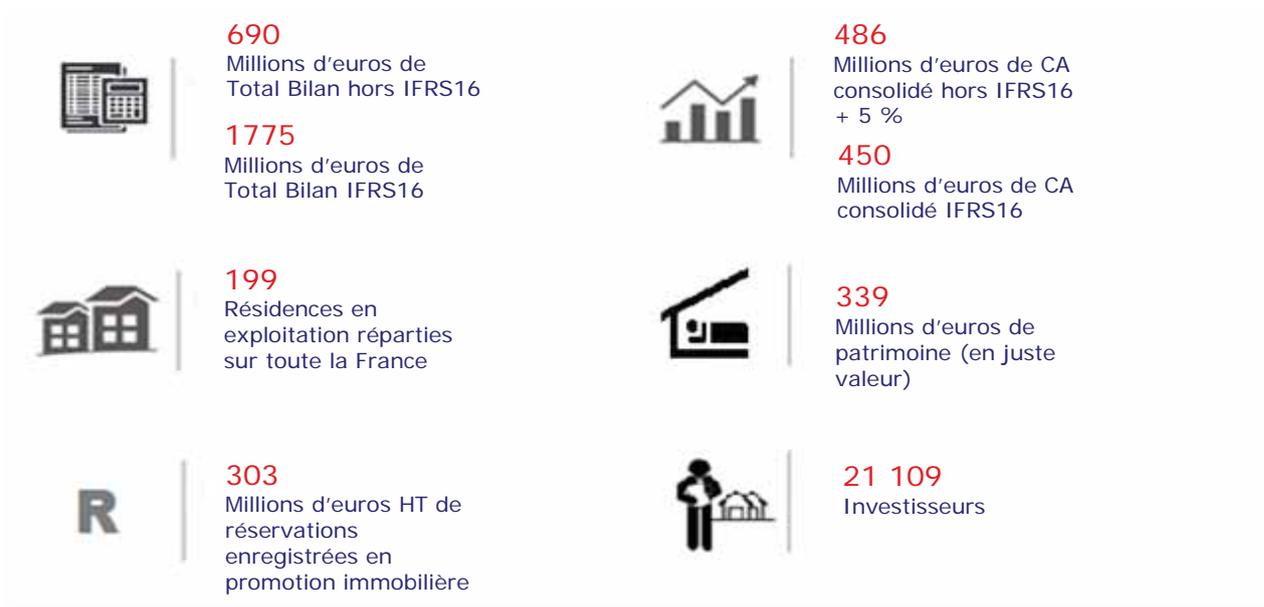 690
Millions d'euros de
Total Bilan hors IFRS16
1775
Millions d'euros de
Total Bilan IFRS16
486
Millions d'euros de CA
consolidé hors IFRS16
+ 5 %
450
Millions d'euros de CA
consolidé IFRS16
199
Résidences en
exploitation réparties
sur toute la France
339
Millions d'euros de
patrimoine (en juste
valeur)
R
303
Millions d'euros HT de
réservations
enregistrées en
promotion immobilière
21 109
Investisseurs